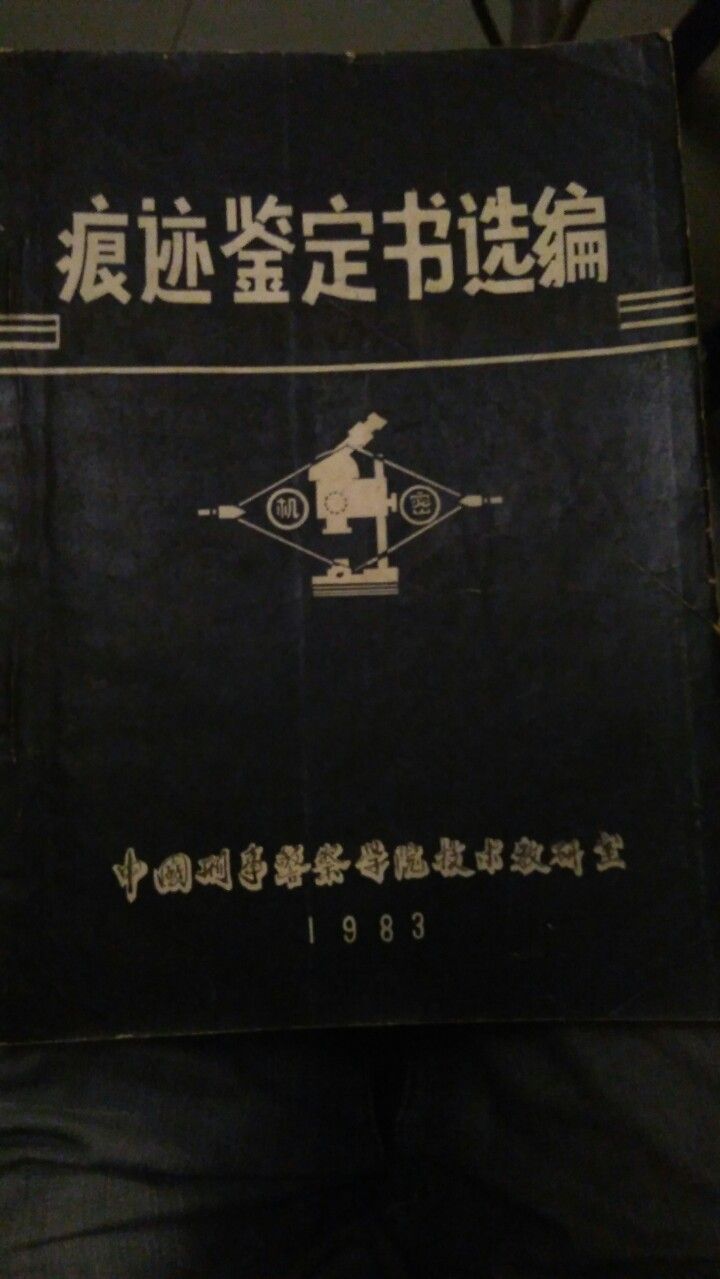 痕迹鉴定书选编
机 密
中國刑事警察学院技术教研室
1983